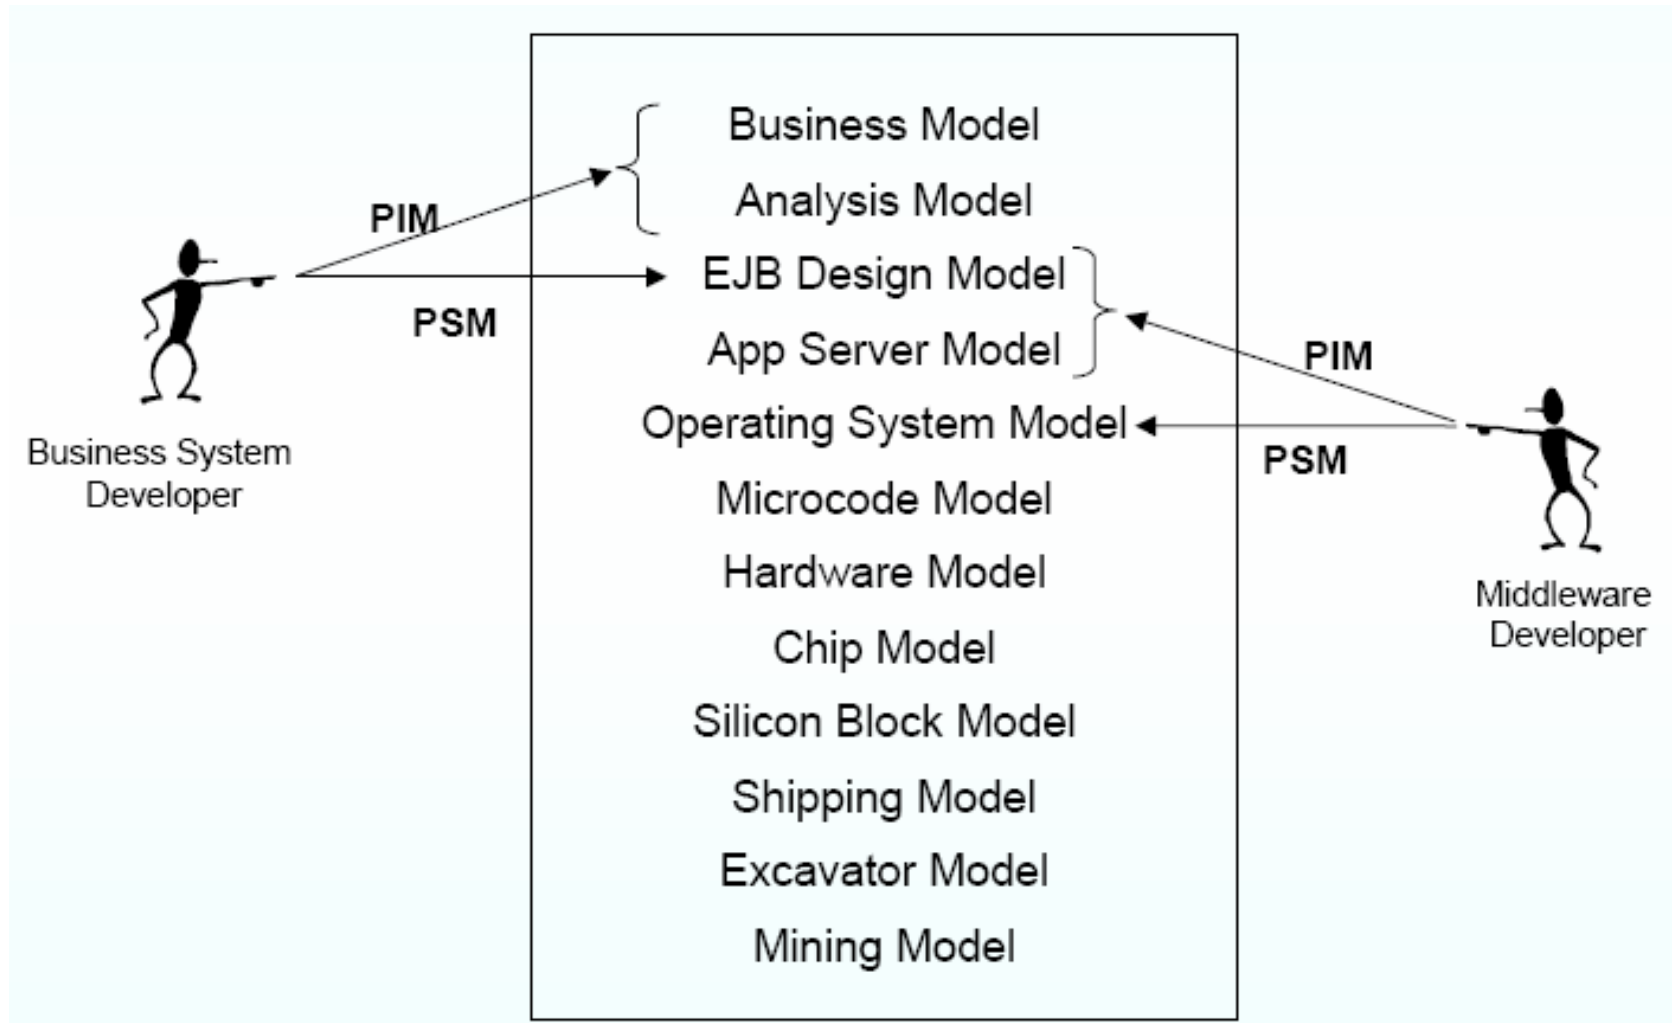 Business Model
Analysis Model
PIM
EJB Design Model
PSM
App Server Model
PIM
Operating System Model
PSM
Business System
Developer
Microcode Model
Hardware Model
Middleware
Developer
Chip Model
Silicon Block Model
Shipping Model
Excavator Model
Mining Model